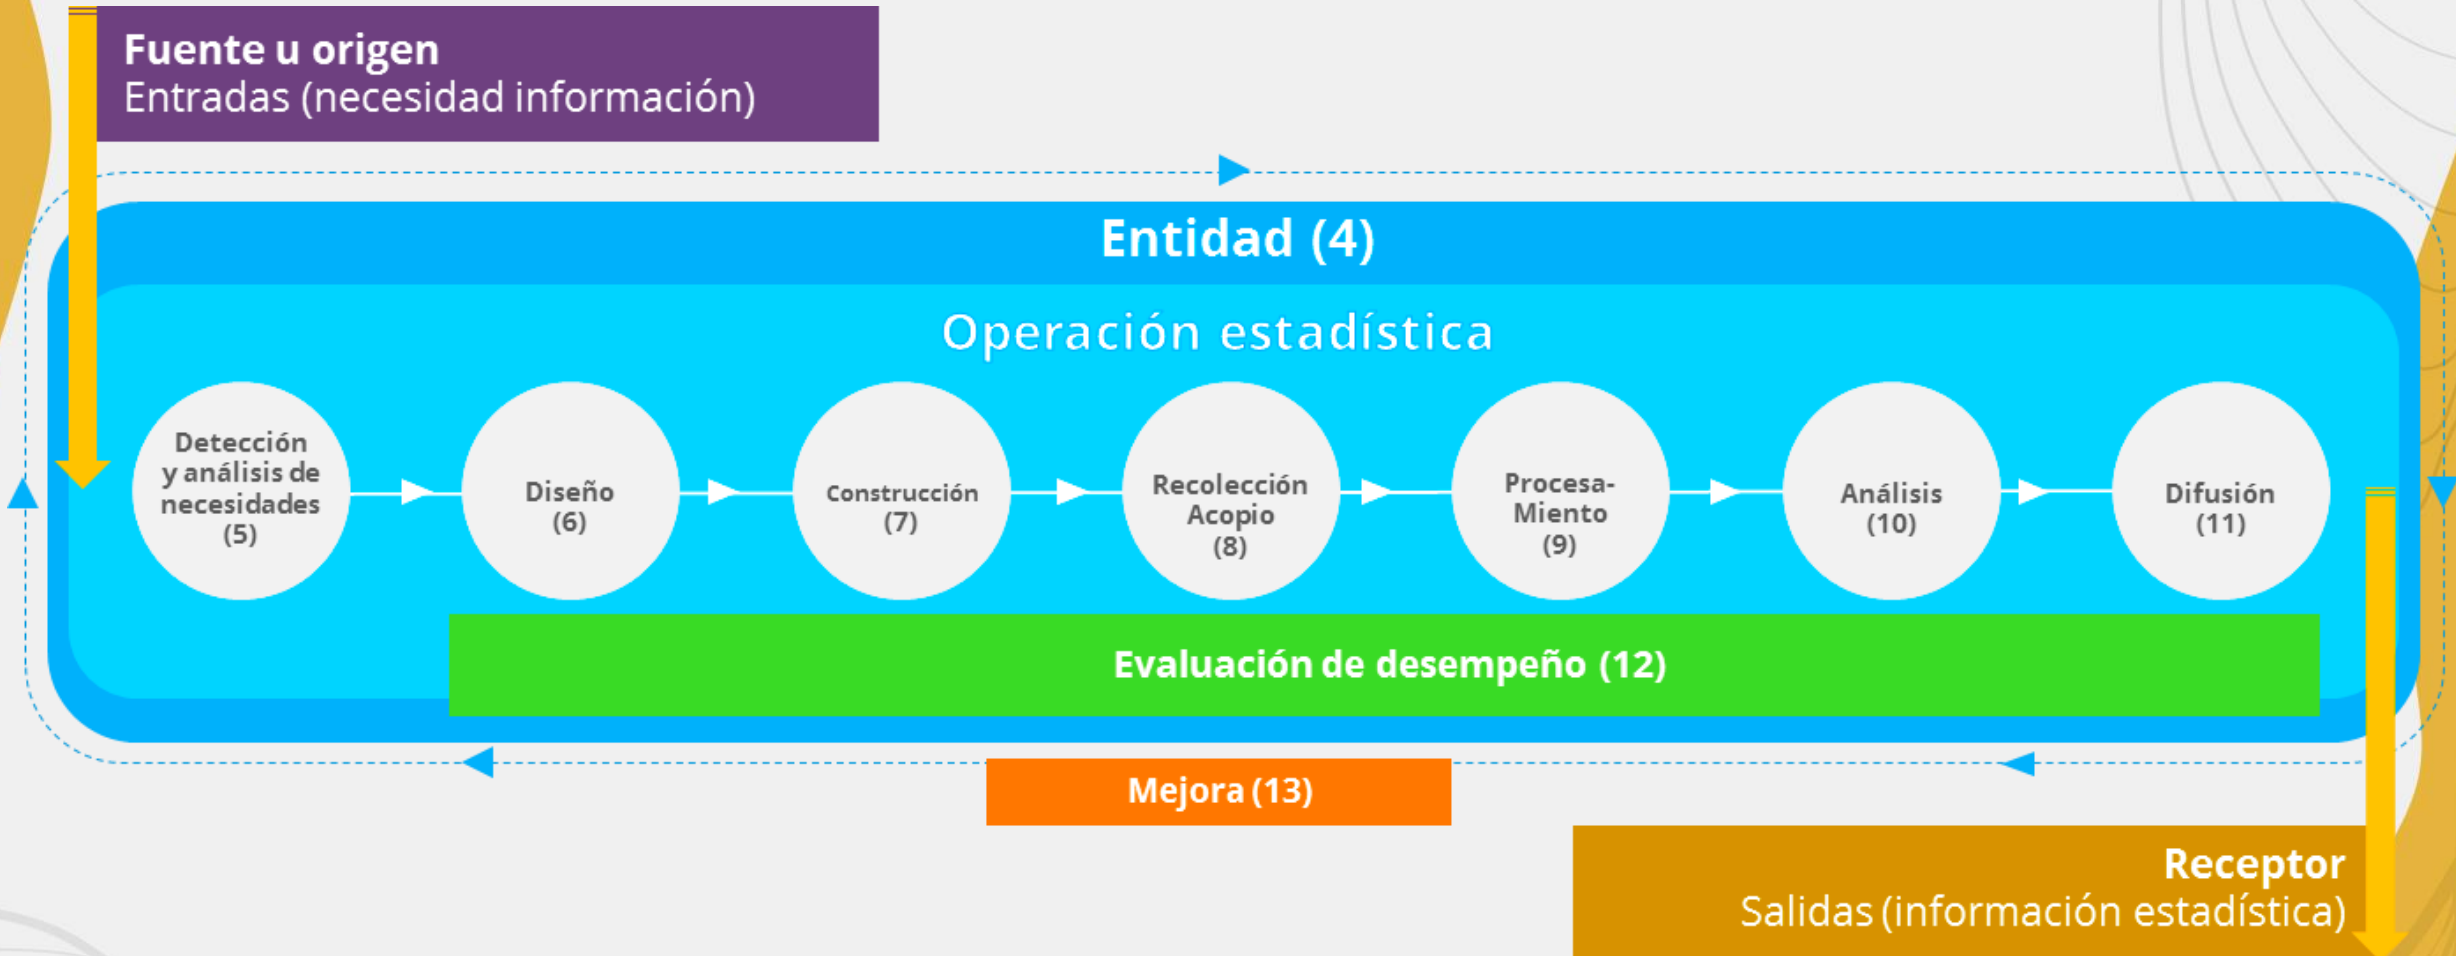 Fuente u origen
Entradas (necesidad información)
Entidad (4)
Operación estadística
Detección
y análisis de
necesidades
(5)
Diseño
(6)
Construcción
(7)
Recolección
Acopio
(8)
Procesa-
Miento
(9)
Análisis
(10)
Difusión
(11)
Evaluación de desempeño (12)
Mejora (13)
Receptor
Salidas (información estadística)